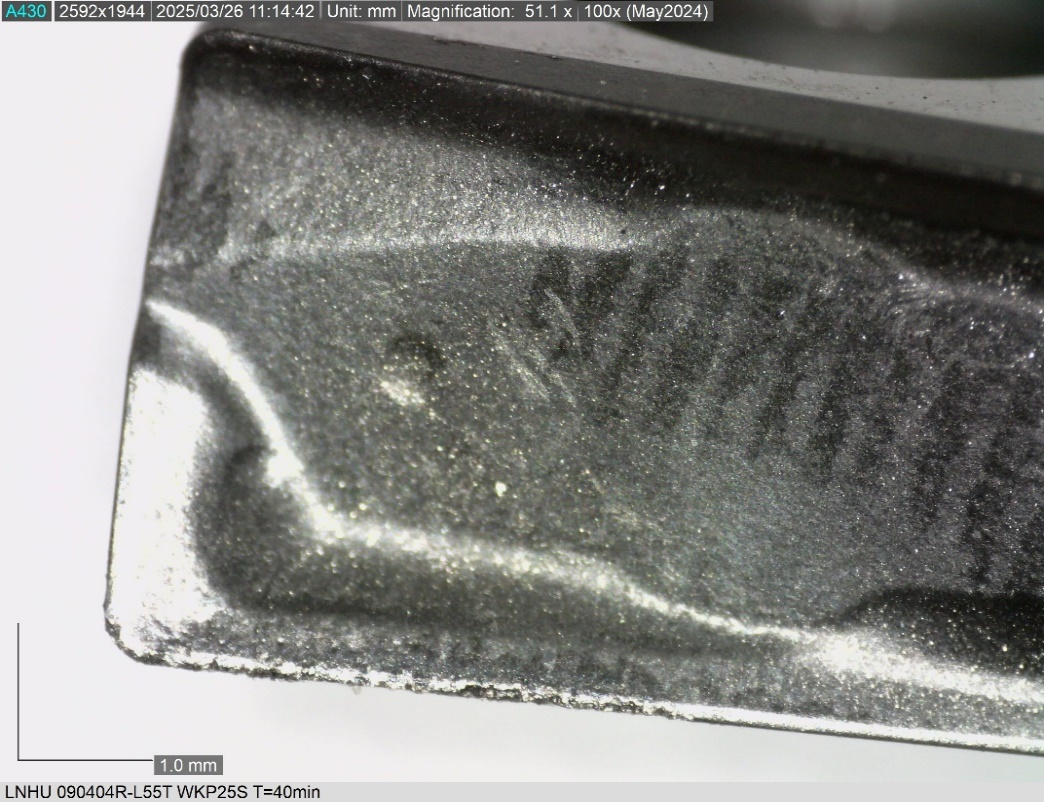 A430 2592x1944 2025/03/26 11:14:42 Unit: mm Magnification: 51.1 x 100x (May2024)
1.0 mm
LNHU 090404R-L55T WKP25S T=40min